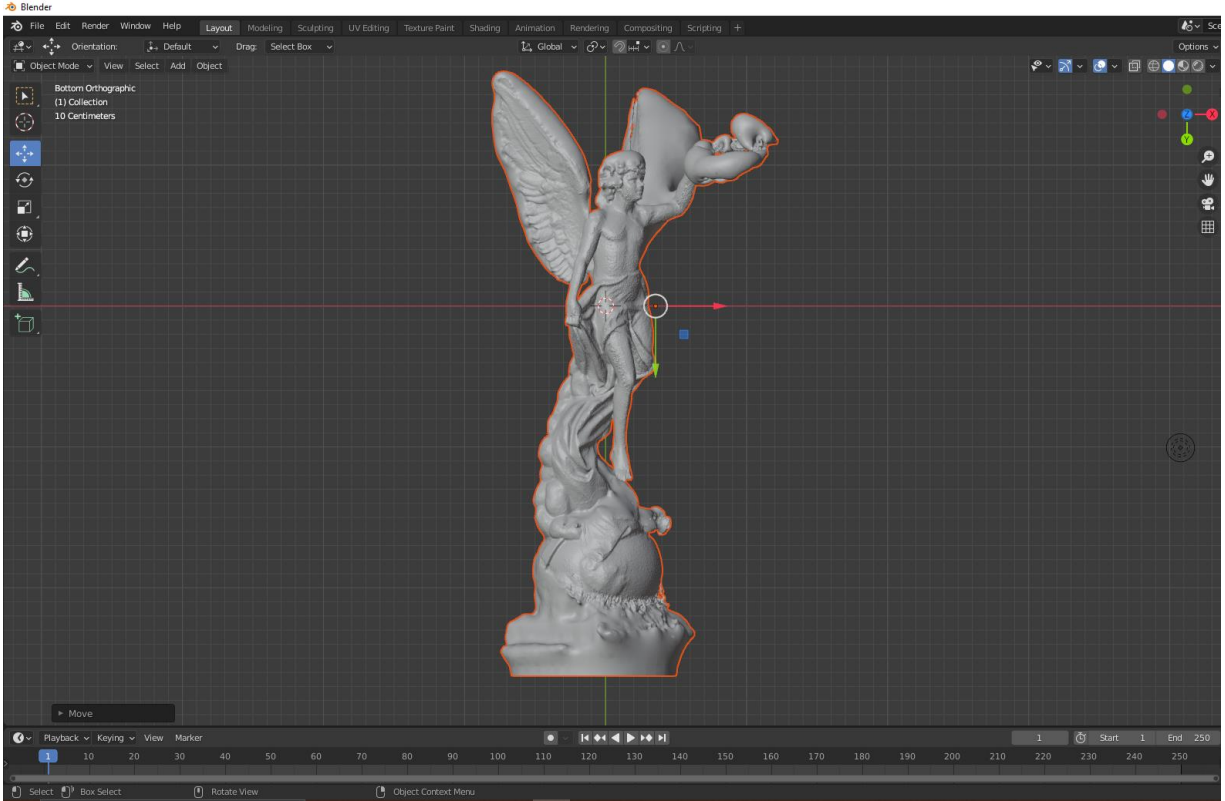 Blender
File Edit Render Window Help Layout Modeling Sculpting UV Editing Texture Paint Shading Animation Rendering Compositing Scripting + Sce
Orientation: Default Drag: Select Box Global Options
Object Mode View Select Add Object
Bottom Orthographic
(1) Collection
10 Centimeters
X
Z
Y
Move
Playback Keying View Marker 1 Start 1 End 250
1 10 20 30 40 50 60 70 80 90 100 110 120 130 140 150 160 170 180 190 200 210 220 230 240 250
Select Box Select Rotate View Object Context Menu